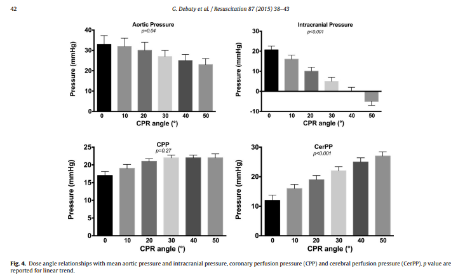 42
G. Debaty et al. / Resuscitation 87 (2015) 38–43
Aortic Pressure
p=0.04
Pressure (mmHg)
40
30
20
10
0
0 10 20 30 40 50
CPR angle (°)
Intracranial Pressure
p<0.001
Pressure (mmHg)
30
20
10
0
-10
0 10 20 30 40 50
CPR angle (°)
CPP
p=0.27
Pressure (mmHg)
25
20
15
10
5
0
0 10 20 30 40 50
CPR angle (°)
CerPP
p<0.001
Pressure (mmHg)
30
20
10
0
0 10 20 30 40 50
CPR angle (°)
Fig. 4. Dose angle relationships with mean aortic pressure and intracranial pressure, coronary perfusion pressure (CPP) and cerebral perfusion pressure (CerPP), p value are
reported for linear trend.